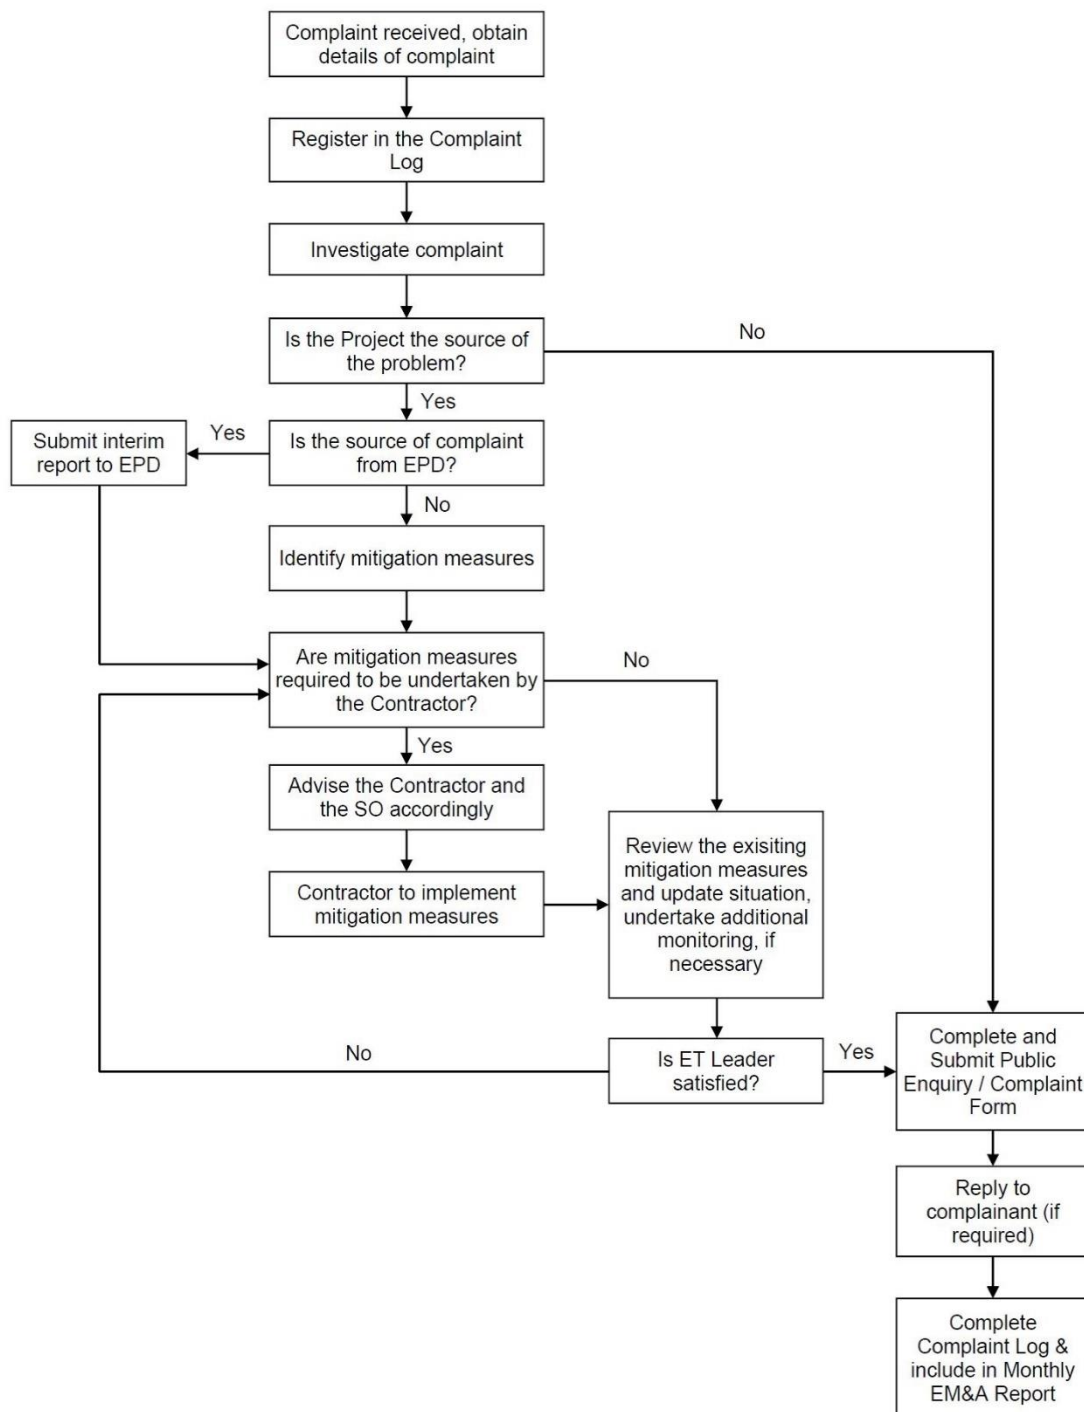 Complaint received, obtain
details of complaint
Register in the Complaint
Log
Investigate complaint
Is the Project the source of
the problem?
No
Yes
Submit interim
report to EPD
Yes
Is the source of complaint
from EPD?
No
Identify mitigation measures
Are mitigation measures
required to be undertaken by
the Contractor?
No
Yes
Advise the Contractor and
the SO accordingly
Contractor to implement
mitigation measures
Review the exisiting
mitigation measures
and update situation,
undertake additional
monitoring, if
necessary
No
Is ET Leader
satisfied?
Yes
Complete and
Submit Public
Enquiry / Complaint
Form
Reply to
complainant (if
required)
Complete
Complaint Log &
include in Monthly
EM&A Report